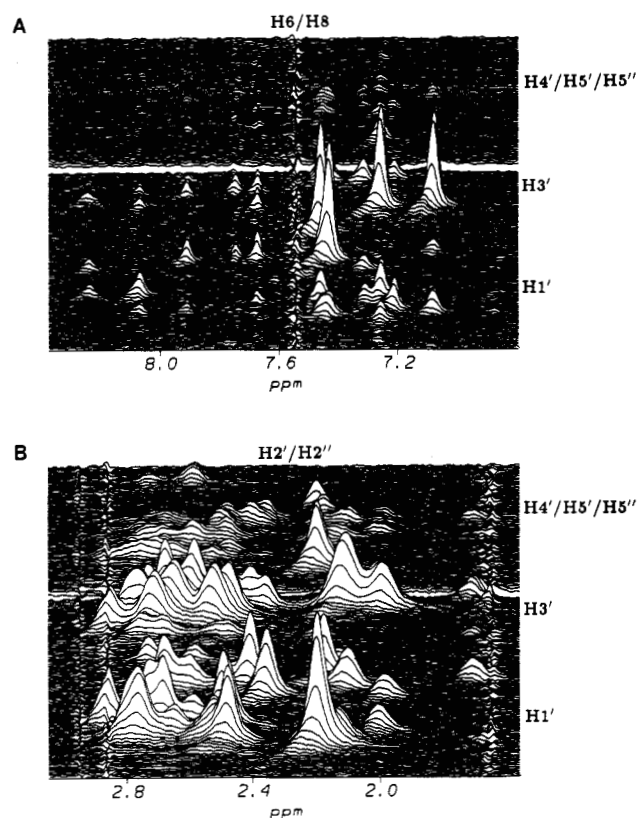 A
H6/H8
H4'/H5'/H5''
H3'
H1'
8.0 7.6 7.2
PPm
B
H2'/H2''
H4'/H5'/H5''
H3'
H1'
2.8 2.4 2.0
PPm